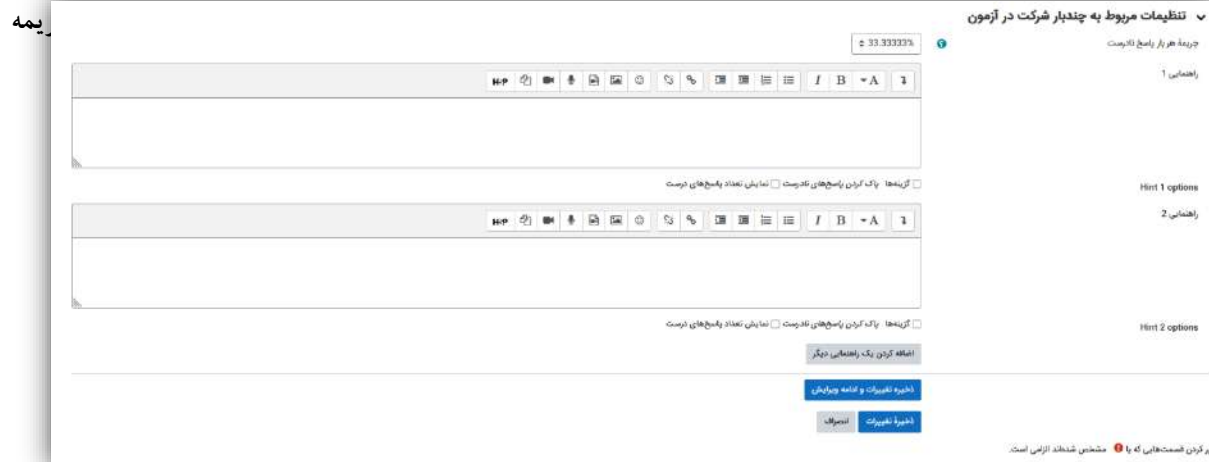 تنظیمات مربوط به چندبار شرکت در آزمون
یمه
جریمهٔ هر بار پاسخ نادرست
33.33333%
راهنمایی 1
A B I H-P
گزینه‌ها پاک کردن پاسخ‌های نادرست نمایش تعداد پاسخ‌های درست
Hint 1 options
راهنمایی 2
A B I H-P
گزینه‌ها پاک کردن پاسخ‌های نادرست نمایش تعداد پاسخ‌های درست
Hint 2 options
اضافه کردن یک راهنمایی دیگر
ذخیره تغییرات و ادامه ویرایش
ذخیرهٔ تغییرات انصراف
کردن قسمت‌هایی که با مشخص شده‌اند الزامی است.